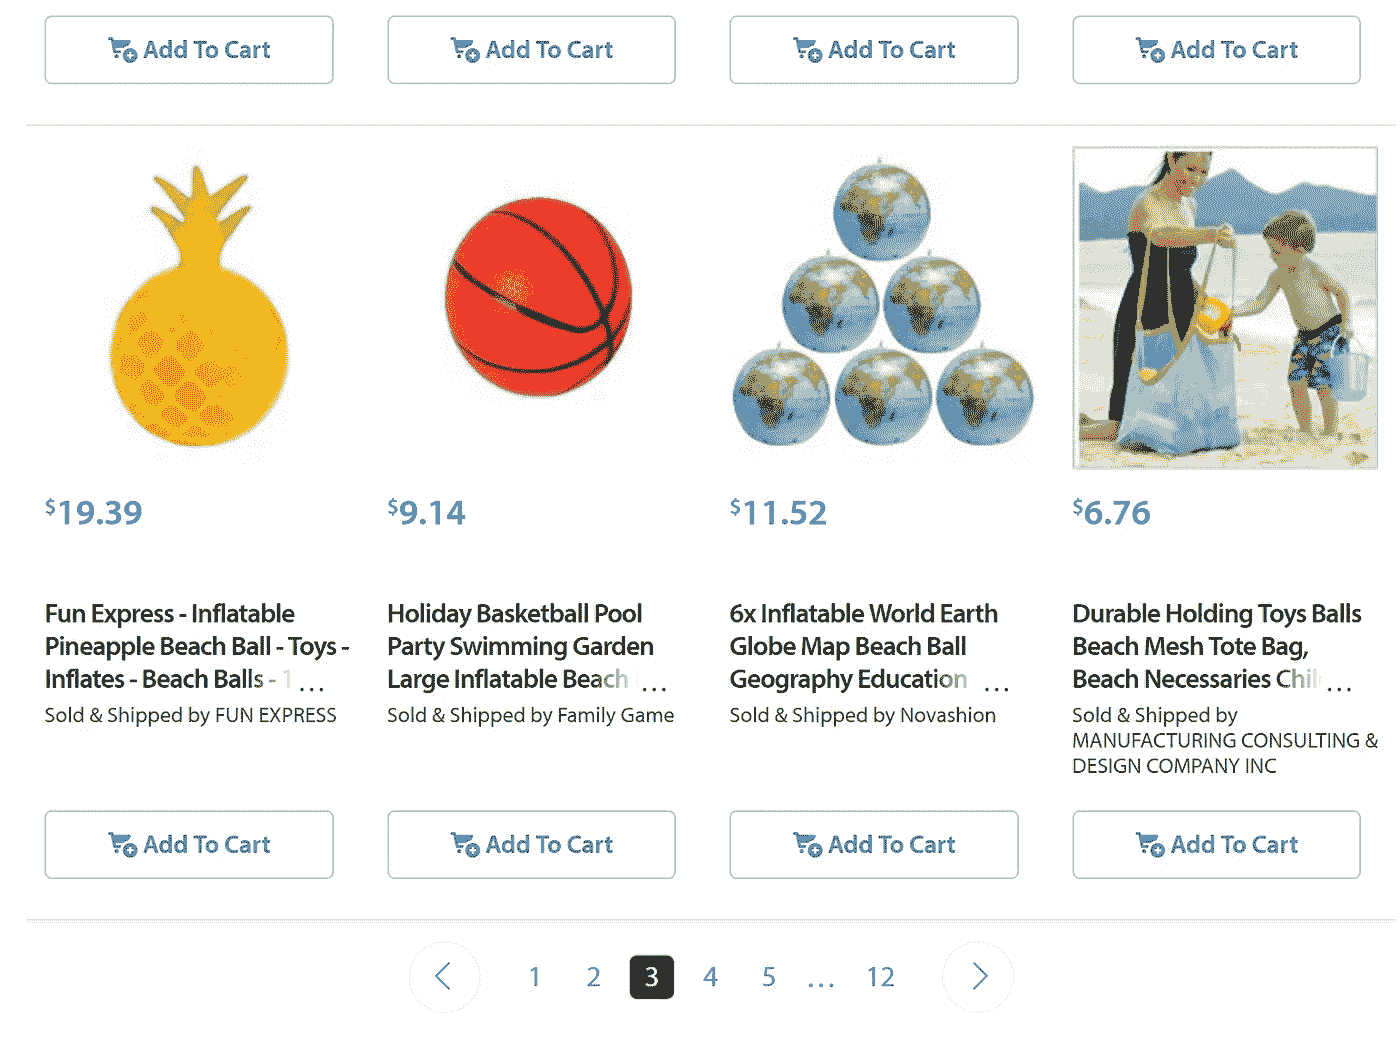 Add To Cart Add To Cart Add To Cart Add To Cart
$19.39 $9.14 $11.52 $6.76
Fun Express - Inflatable
Pineapple Beach Ball - Toys -
Inflates - Beach Balls - 1 ...
Sold & Shipped by FUN EXPRESS
Holiday Basketball Pool
Party Swimming Garden
Large Inflatable Beach ...
Sold & Shipped by Family Game
6x Inflatable World Earth
Globe Map Beach Ball
Geography Education ...
Sold & Shipped by Novashion
Durable Holding Toys Balls
Beach Mesh Tote Bag,
Beach Necessaries Chil...
Sold & Shipped by
MANUFACTURING CONSULTING &
DESIGN COMPANY INC
Add To Cart Add To Cart Add To Cart Add To Cart
1 2 3 4 5 ... 12